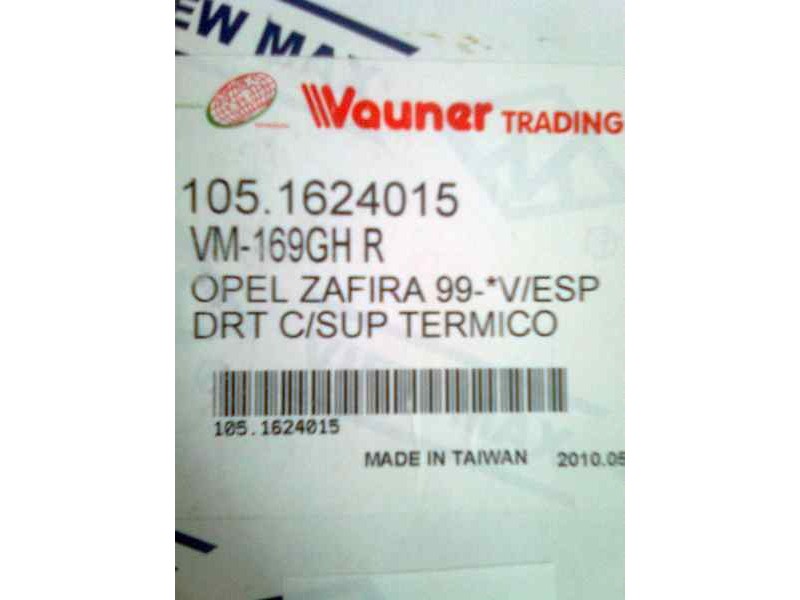 EW MAX
Vauner TRADING
105.1624015
VM-169GH R
OPEL ZAFIRA 99-*V/ESP
DRT C/SUP TERMICO
105.1624015
MADE IN TAIWAN 2010.05